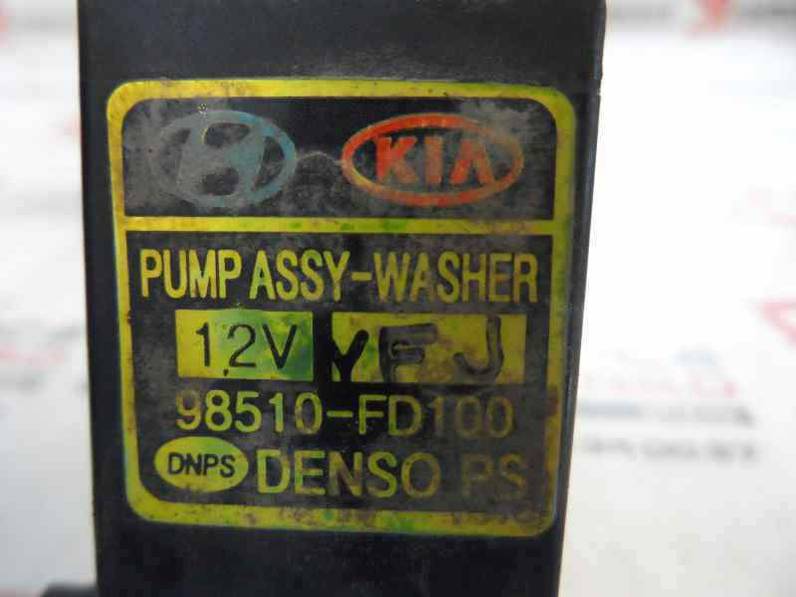 KIA
PUMP ASSY-WASHER
12V YFJ
98510-FD100
DNPS DENSO PS